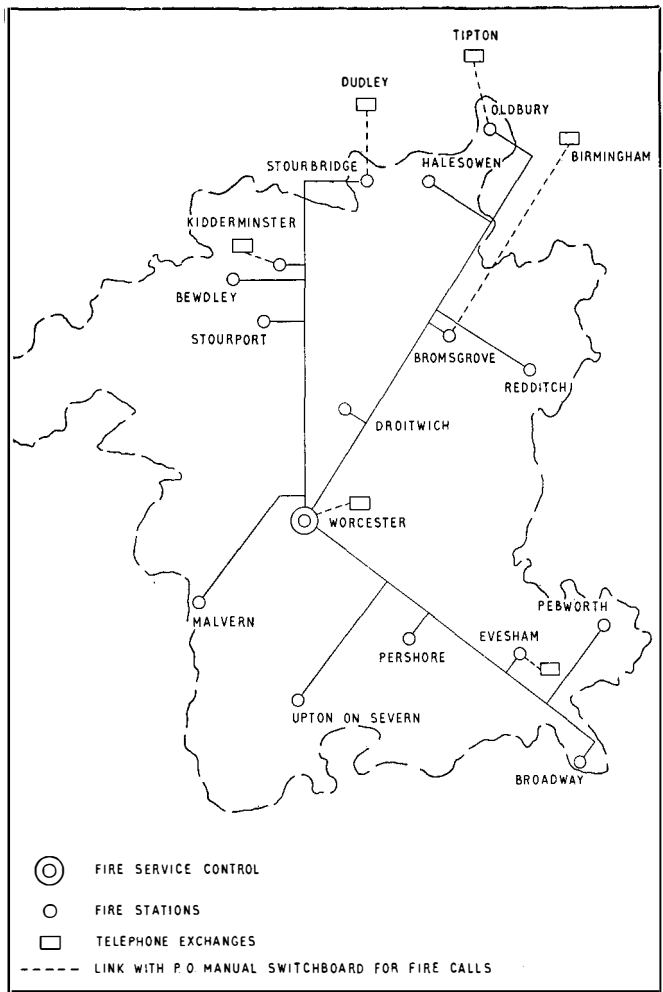 TIPTON
DUDLEY
OLDBURY
BIRMINGHAM
STOURBRIDGE
HALESOWEN
KIDDERMINSTER
BEWDLEY
STOURPORT
BROMSGROVE
REDDITCH
DROITWICH
WORCESTER
MALVERN
PEBWORTH
EVESHAM
PERSHORE
UPTON ON SEVERN
BROADWAY
FIRE SERVICE CONTROL
FIRE STATIONS
TELEPHONE EXCHANGES
LINK WITH P.O. MANUAL SWITCHBOARD FOR FIRE CALLS